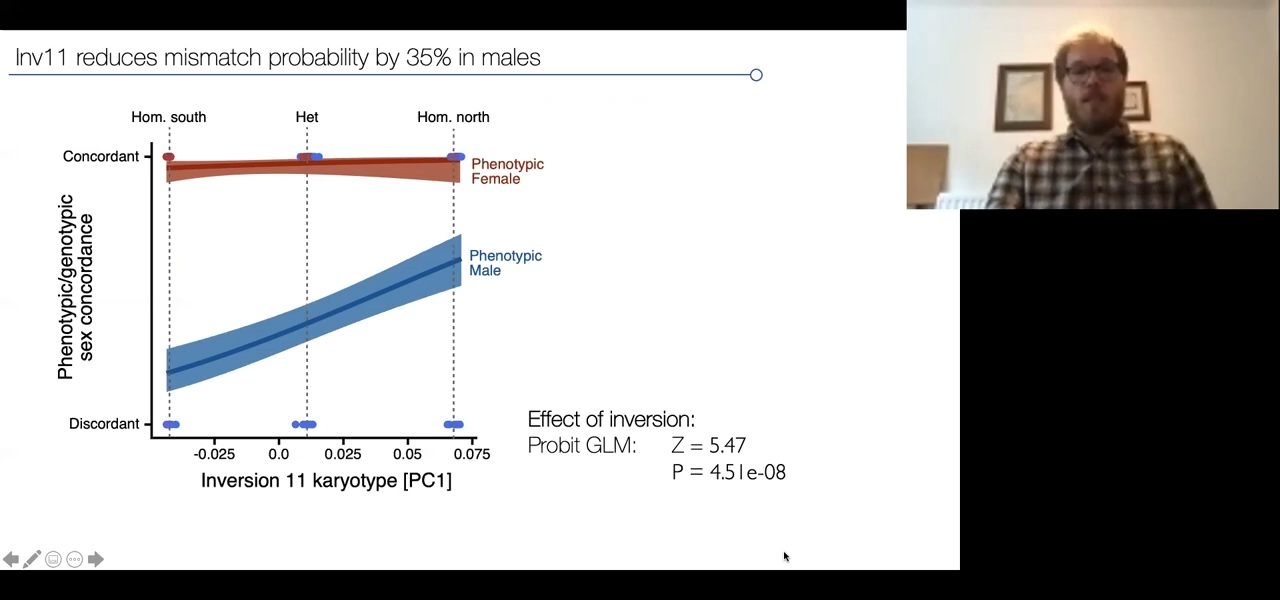 Inv11 reduces mismatch probability by 35% in males
Hom. south
Het
Hom. north
Concordant
Phenotypic
Female
Phenotypic/genotypic
sex concordance
Phenotypic
Male
Discordant
-0.025
0.0
0.025
0.05
0.075
Inversion 11 karyotype [PC1]
Effect of inversion:
Probit GLM: Z = 5.47
P = 4.51e-08